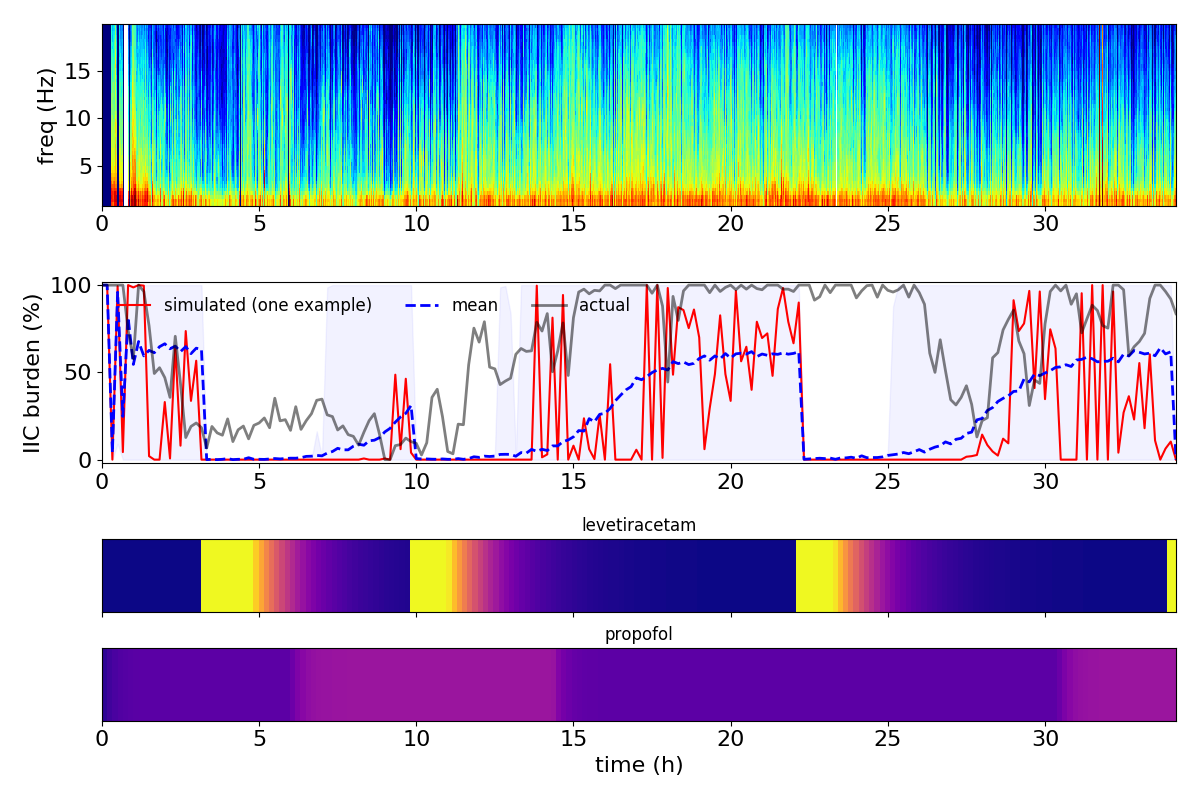 freq (Hz)
15
10
5
0 5 10 15 20 25 30
IIC burden (%)
100
50
0
simulated (one example) mean actual
0 5 10 15 20 25 30
levetiracetam
propofol
0 5 10 15 20 25 30
time (h)